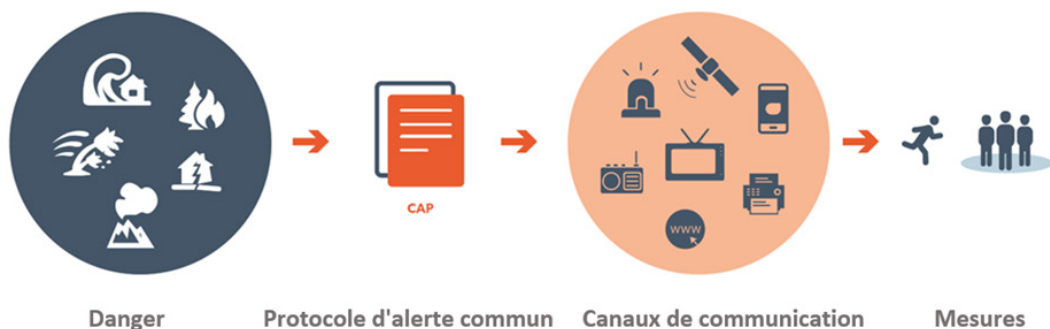 CAP
www
Danger
Protocole d'alerte commun
Canaux de communication
Mesures